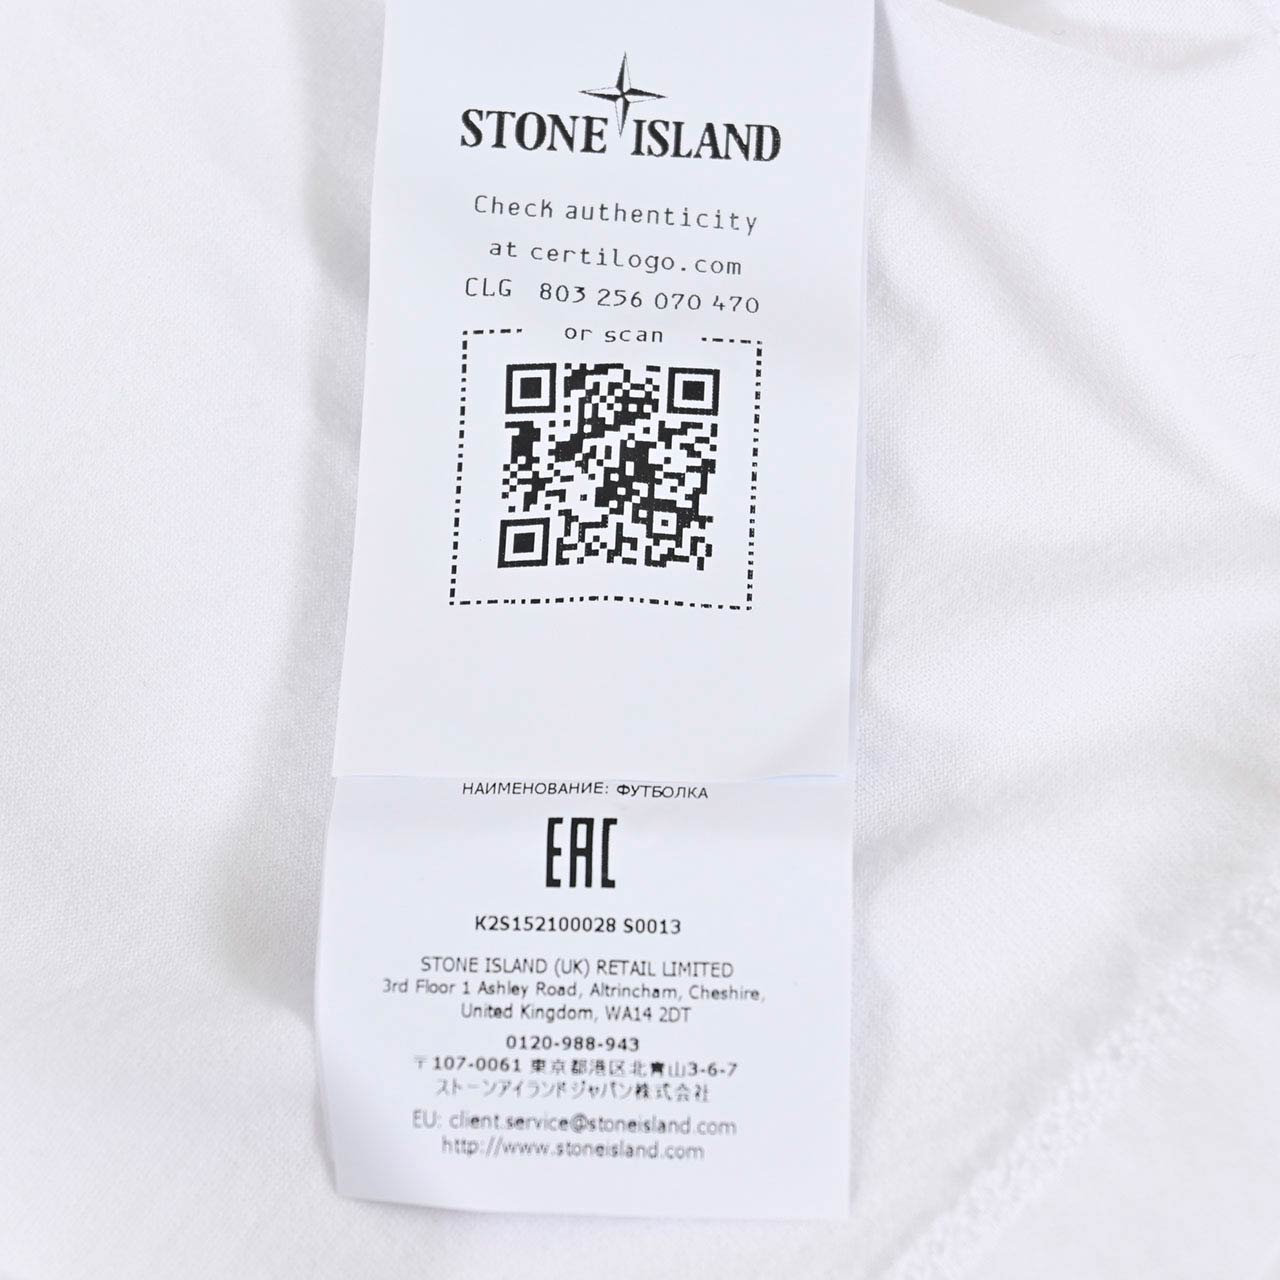 STONE ISLAND
Check authenticity
at certilogo.com
CLG 803 256 070 470
or scan
НАИМЕНОВАНИЕ: ФУТБОЛКА
EAC
K2S152100028 S0013
STONE ISLAND (UK) RETAIL LIMITED
3rd Floor 1 Ashley Road, Altrincham, Cheshire,
United Kingdom, WA14 2DT
0120-988-943
〒107-0061 東京都港区北青山3-6-7
ストーンアイランドジャパン株式会社
EU: client.service@stoneisland.com
http://www.stoneisland.com